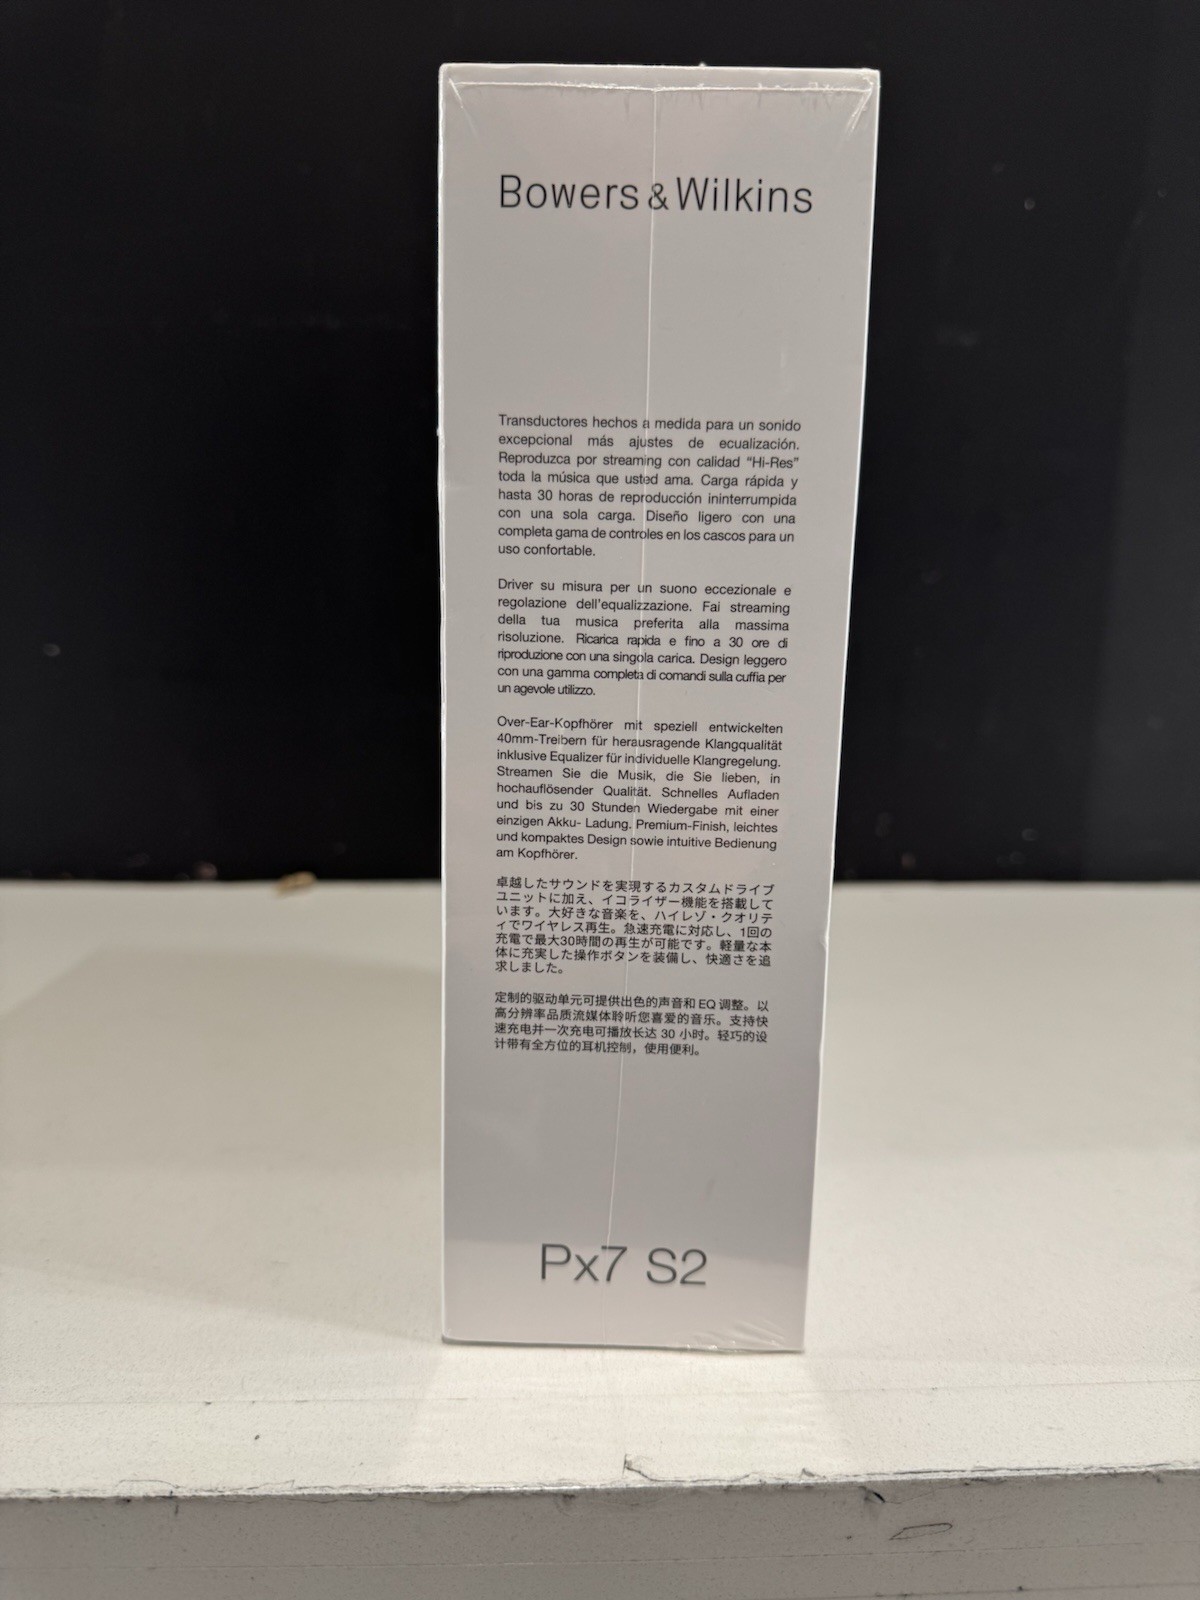 Bowers & Wilkins
Transductores hechos a medida para un sonido
excepcional más ajustes de ecualización.
Reproduzca por streaming con calidad “Hi-Res”
toda la música que usted ama. Carga rápida y
hasta 30 horas de reproducción ininterrumpida
con una sola carga. Diseño ligero con una
completa gama de controles en los cascos para un
uso confortable.
Driver su misura per un suono eccezionale e
regolazione dell'equalizzazione. Fai streaming
della tua musica preferita alla massima
risoluzione. Ricarica rapida e fino a 30 ore di
riproduzione con una singola carica. Design leggero
con una gamma completa di comandi sulla cuffia per
un agevole utilizzo.
Over-Ear-Kopfhörer mit speziell entwickelten
40mm-Treibern für herausragende Klangqualität
inklusive Equalizer für individuelle Klangregelung.
Streamen Sie die Musik, die Sie lieben, in
hochauflösender Qualität. Schnelles Aufladen
und bis zu 30 Stunden Wiedergabe mit einer
einzigen Akku- Ladung. Premium-Finish, leichtes
und kompaktes Design sowie intuitive Bedienung
am Kopfhörer.
卓越したサウンドを実現するカスタムドライブ
ユニットに加え、イコライザー機能を搭載して
います。大好きな音楽を、ハイレゾ・クオリテ
ィでワイヤレス再生。急速充電に対応し、1回の
充電で最大30時間の再生が可能です。軽量な本
体に充実した操作ボタンを装備し、快適さを追
求しました。
定制的驱动单元可提供出色的声音和 EQ 调整。以
高分辨率品质流媒体聆听您喜爱的音乐。支持快
速充电并一次充电可播放长达 30 小时。轻巧的设
计带有全方位的耳机控制，使用便利。
Px7 S2